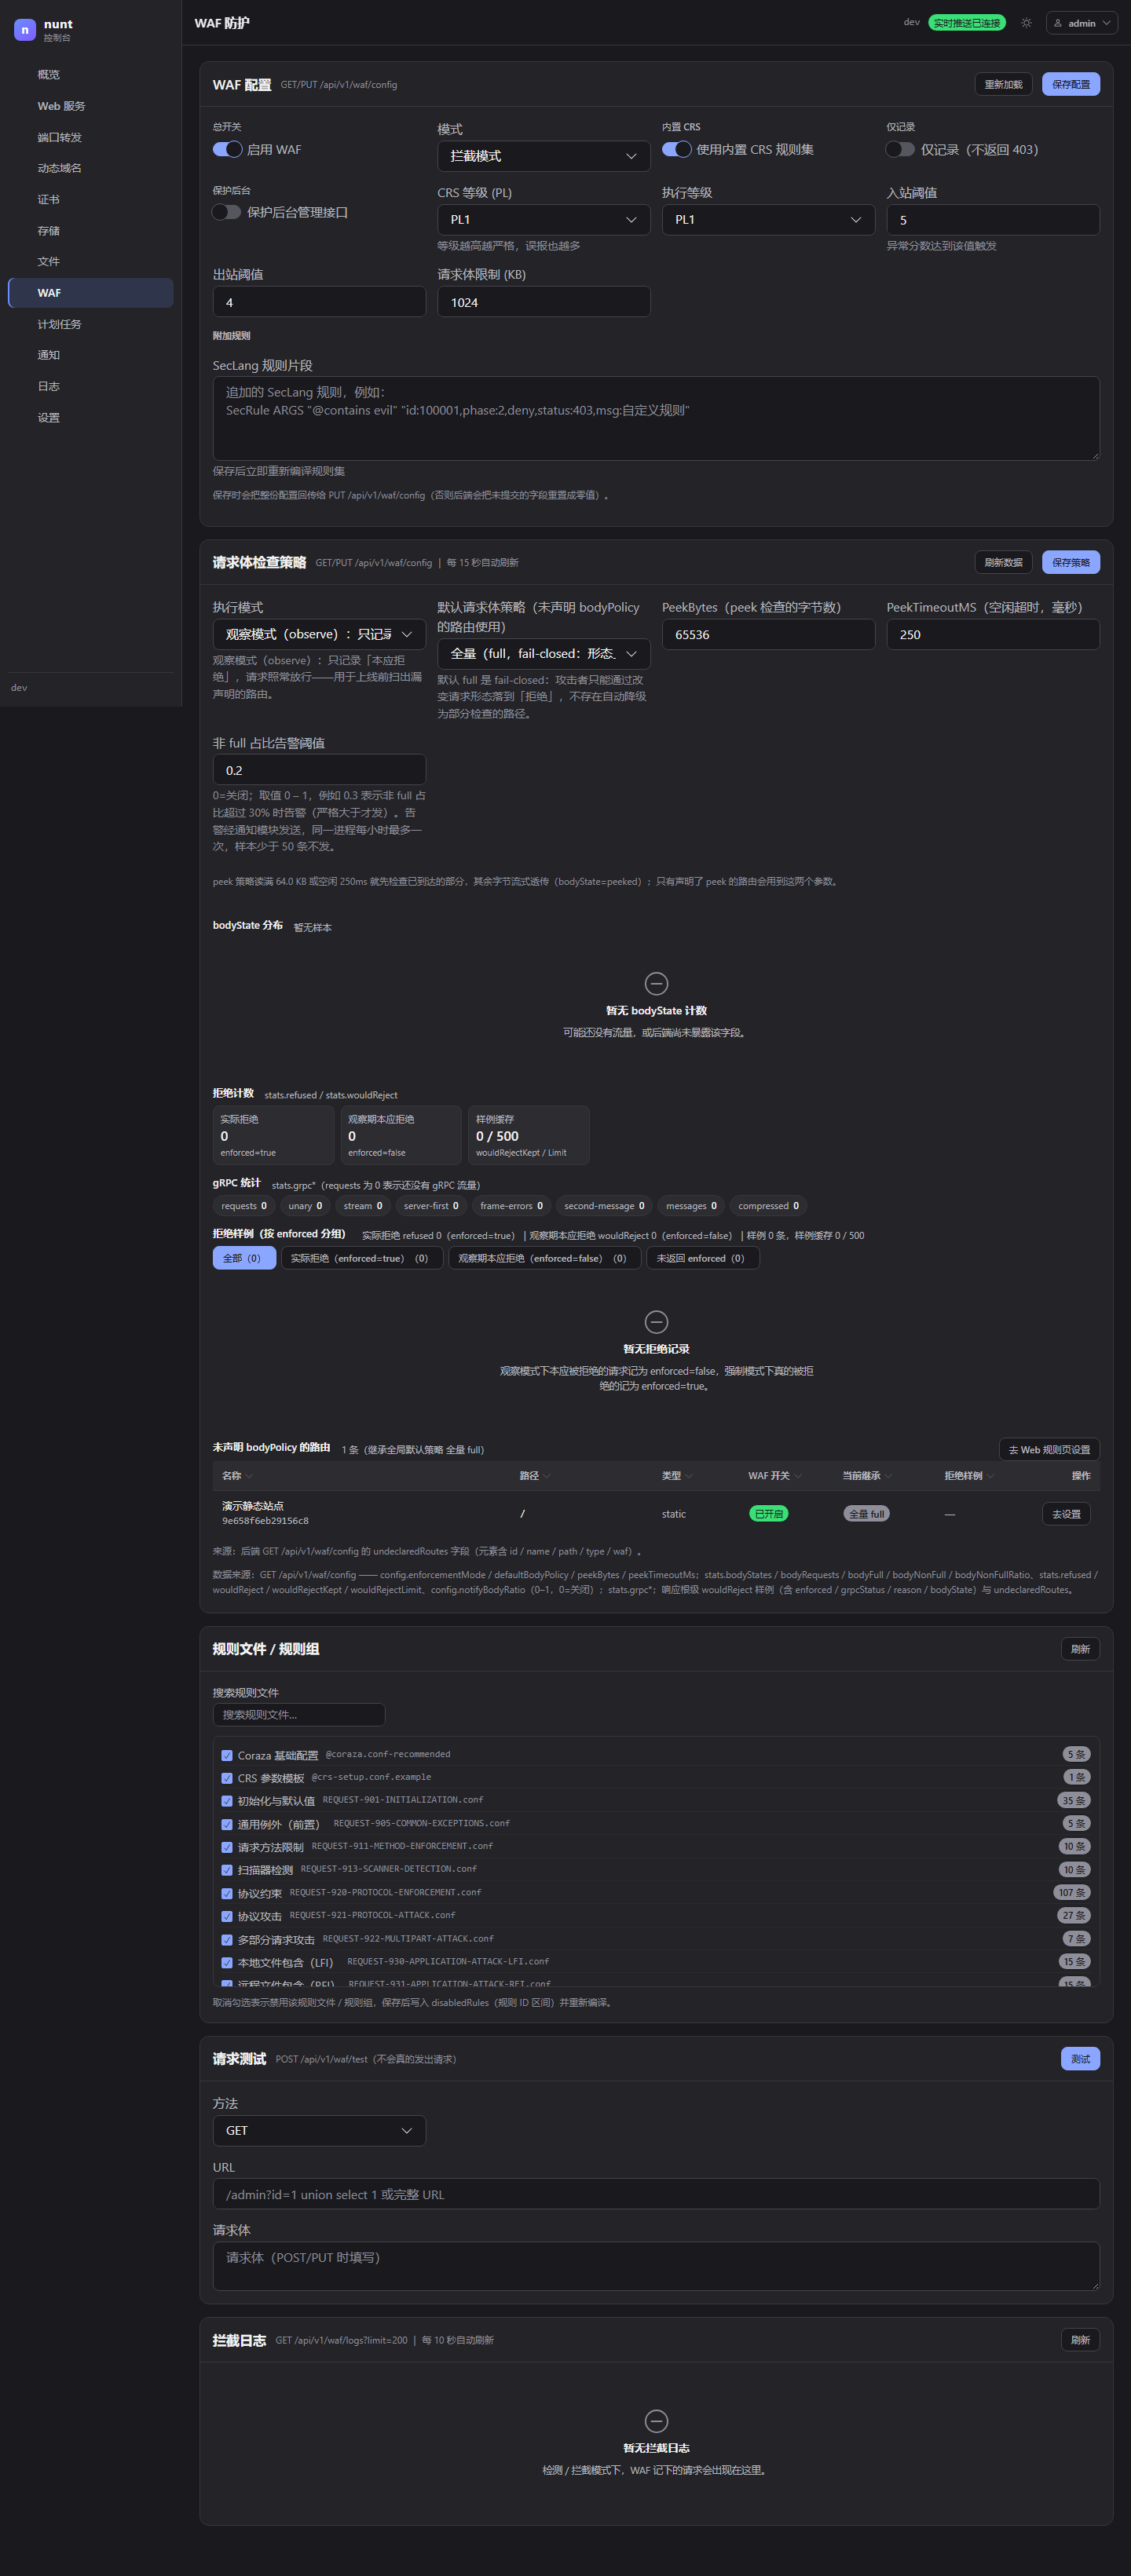 n
nunt
控制台
概览
Web 服务
端口转发
动态域名
证书
存储
文件
WAF
计划任务
通知
日志
设置
dev
WAF 防护
dev
实时推送已连接
admin
WAF 配置
GET/PUT /api/v1/waf/config
重新加载
保存配置
总开关
启用 WAF
模式
拦截模式
内置 CRS
使用内置 CRS 规则集
仅记录
仅记录（不返回 403）
保护后台
保护后台管理接口
CRS 等级 (PL)
PL1
等级越高越严格，误报也越多
执行等级
PL1
入站阈值
5
异常分数达到该值触发
出站阈值
4
请求体限制 (KB)
1024
附加规则
SecLang 规则片段
追加的 SecLang 规则，例如：
SecRule ARGS "@contains evil" "id:100001,phase:2,deny,status:403,msg:自定义规则"
保存后立即重新编译规则集
保存时会把整份配置回传给 PUT /api/v1/waf/config（否则后端会把未提交的字段重置成零值）。
请求体检查策略
GET/PUT /api/v1/waf/config ｜ 每 15 秒自动刷新
刷新数据
保存策略
执行模式
观察模式（observe）：只记录
观察模式（observe）：只记录「本应拒
绝」，请求照常放行——用于上线前扫出漏
声明的路由。
默认请求体策略（未声明 bodyPolicy
的路由使用）
全量（full，fail-closed：形态
默认 full 是 fail-closed：攻击者只能通过改
变请求形态落到「拒绝」，不存在自动降级
为部分检查的路径。
PeekBytes（peek 检查的字节数）
65536
PeekTimeoutMS（空闲超时，毫秒）
250
非 full 占比告警阈值
0.2
0=关闭；取值 0 – 1，例如 0.3 表示非 full 占
比超过 30% 时告警（严格大于才发）。告
警经通知模块发送，同一进程每小时最多一
次，样本少于 50 条不发。
peek 策略读满 64.0 KB 或空闲 250ms 就先检查已到达的部分，其余字节流式透传（bodyState=peeked）；只有声明了 peek 的路由会用到这两个参数。
bodyState 分布
暂无样本
暂无 bodyState 计数
可能还没有流量，或后端尚未暴露该字段。
拒绝计数
stats.refused / stats.wouldReject
实际拒绝
0
enforced=true
观察期本应拒绝
0
enforced=false
样例缓存
0 / 500
wouldRejectKept / Limit
gRPC 统计
stats.grpc*（requests 为 0 表示还没有 gRPC 流量）
requests 0
unary 0
stream 0
server-first 0
frame-errors 0
second-message 0
messages 0
compressed 0
拒绝样例（按 enforced 分组）
实际拒绝 refused 0（enforced=true）｜观察期本应拒绝 wouldReject 0（enforced=false）｜样例 0 条，样例缓存 0 / 500
全部（0）
实际拒绝（enforced=true）（0）
观察期本应拒绝（enforced=false）（0）
未返回 enforced（0）
暂无拒绝记录
观察模式下本应被拒绝的请求记为 enforced=false，强制模式下真的被拒
绝的记为 enforced=true。
未声明 bodyPolicy 的路由
1 条（继承全局默认策略 全量 full）
去 Web 规则页设置
名称
路径
类型
WAF 开关
当前继承
拒绝样例
操作
演示静态站点
9e658f6eb29156c8
/
static
已开启
全量 full
—
去设置
来源：后端 GET /api/v1/waf/config 的 undeclaredRoutes 字段（元素含 id / name / path / type / waf）。
数据来源：GET /api/v1/waf/config —— config.enforcementMode / defaultBodyPolicy / peekBytes / peekTimeoutMs；stats.bodyStates / bodyRequests / bodyFull / bodyNonFull / bodyNonFullRatio、stats.refused /
wouldReject / wouldRejectKept / wouldRejectLimit、config.notifyBodyRatio（0–1，0=关闭）；stats.grpc*；响应根级 wouldReject 样例（含 enforced / grpcStatus / reason / bodyState）与 undeclaredRoutes。
规则文件 / 规则组
刷新
搜索规则文件
搜索规则文件...
Coraza 基础配置 @coraza.conf-recommended 5 条
CRS 参数模板 @crs-setup.conf.example 1 条
初始化与默认值 REQUEST-901-INITIALIZATION.conf 35 条
通用例外（前置） REQUEST-905-COMMON-EXCEPTIONS.conf 5 条
请求方法限制 REQUEST-911-METHOD-ENFORCEMENT.conf 10 条
扫描器检测 REQUEST-913-SCANNER-DETECTION.conf 10 条
协议约束 REQUEST-920-PROTOCOL-ENFORCEMENT.conf 107 条
协议攻击 REQUEST-921-PROTOCOL-ATTACK.conf 27 条
多部分请求攻击 REQUEST-922-MULTIPART-ATTACK.conf 7 条
本地文件包含（LFI） REQUEST-930-APPLICATION-ATTACK-LFI.conf 15 条
远程文件包含（RFI） REQUEST-931-APPLICATION-ATTACK-RFI.conf 15 条
取消勾选表示禁用该规则文件 / 规则组，保存后写入 disabledRules（规则 ID 区间）并重新编译。
请求测试
POST /api/v1/waf/test（不会真的发出请求）
测试
方法
GET
URL
/admin?id=1 union select 1 或完整 URL
请求体
请求体（POST/PUT 时填写）
拦截日志
GET /api/v1/waf/logs?limit=200 ｜ 每 10 秒自动刷新
刷新
暂无拦截日志
检测 / 拦截模式下，WAF 记下的请求会出现在这里。